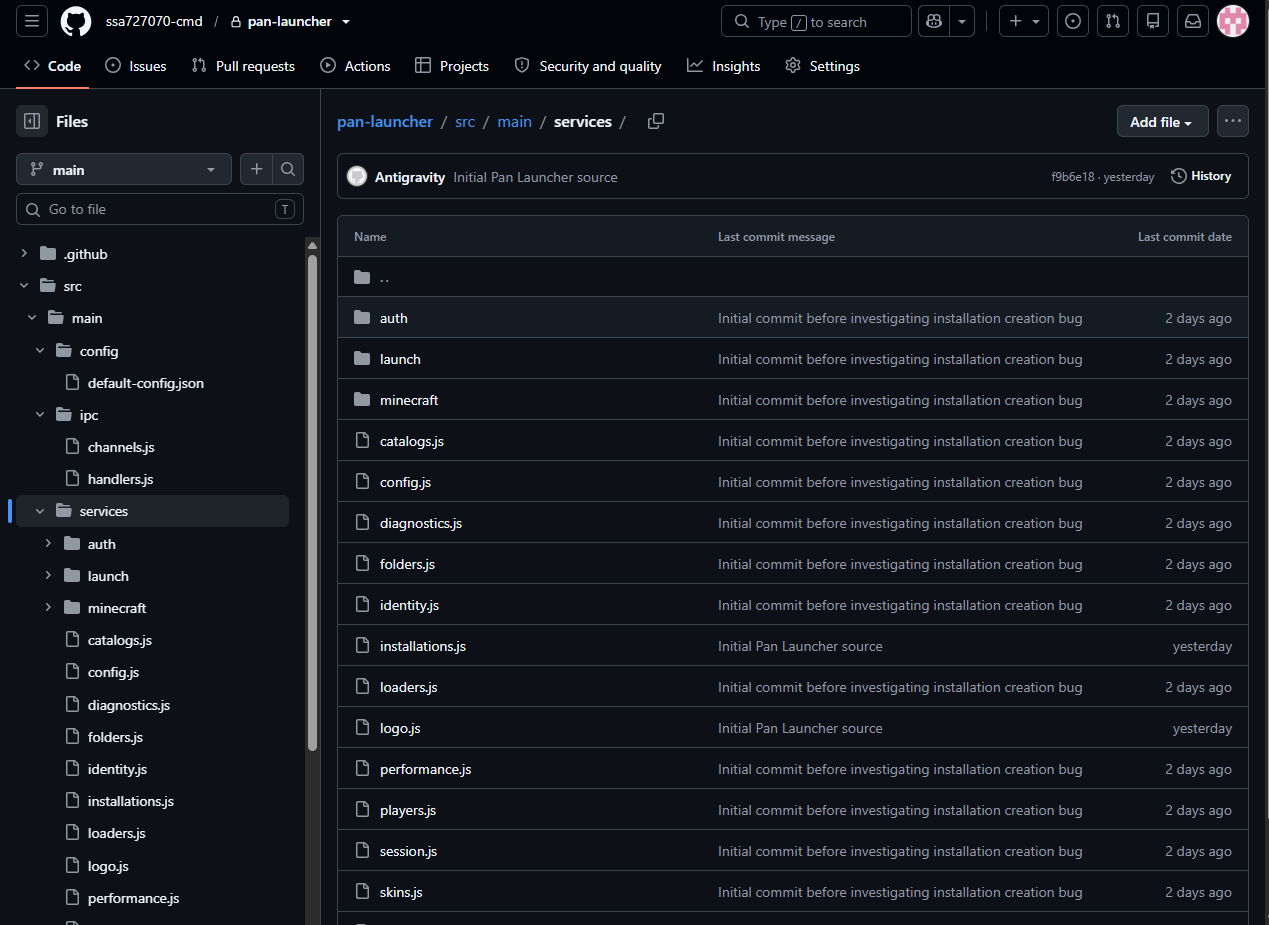 ssa727070-cmd / pan-launcher
Type / to search
Code Issues Pull requests Actions Projects Security and quality Insights Settings
Files
main
Go to file T
.github
src
main
config
default-config.json
ipc
channels.js
handlers.js
services
auth
launch
minecraft
catalogs.js
config.js
diagnostics.js
folders.js
identity.js
installations.js
loaders.js
logo.js
performance.js
pan-launcher / src / main / services /
Add file
Antigravity Initial Pan Launcher source f9b6e18 · yesterday History
Name Last commit message Last commit date
..
auth Initial commit before investigating installation creation bug 2 days ago
launch Initial commit before investigating installation creation bug 2 days ago
minecraft Initial commit before investigating installation creation bug 2 days ago
catalogs.js Initial commit before investigating installation creation bug 2 days ago
config.js Initial commit before investigating installation creation bug 2 days ago
diagnostics.js Initial commit before investigating installation creation bug 2 days ago
folders.js Initial commit before investigating installation creation bug 2 days ago
identity.js Initial commit before investigating installation creation bug 2 days ago
installations.js Initial Pan Launcher source yesterday
loaders.js Initial commit before investigating installation creation bug 2 days ago
logo.js Initial Pan Launcher source yesterday
performance.js Initial commit before investigating installation creation bug 2 days ago
players.js Initial commit before investigating installation creation bug 2 days ago
session.js Initial commit before investigating installation creation bug 2 days ago
skins.js Initial commit before investigating installation creation bug 2 days ago